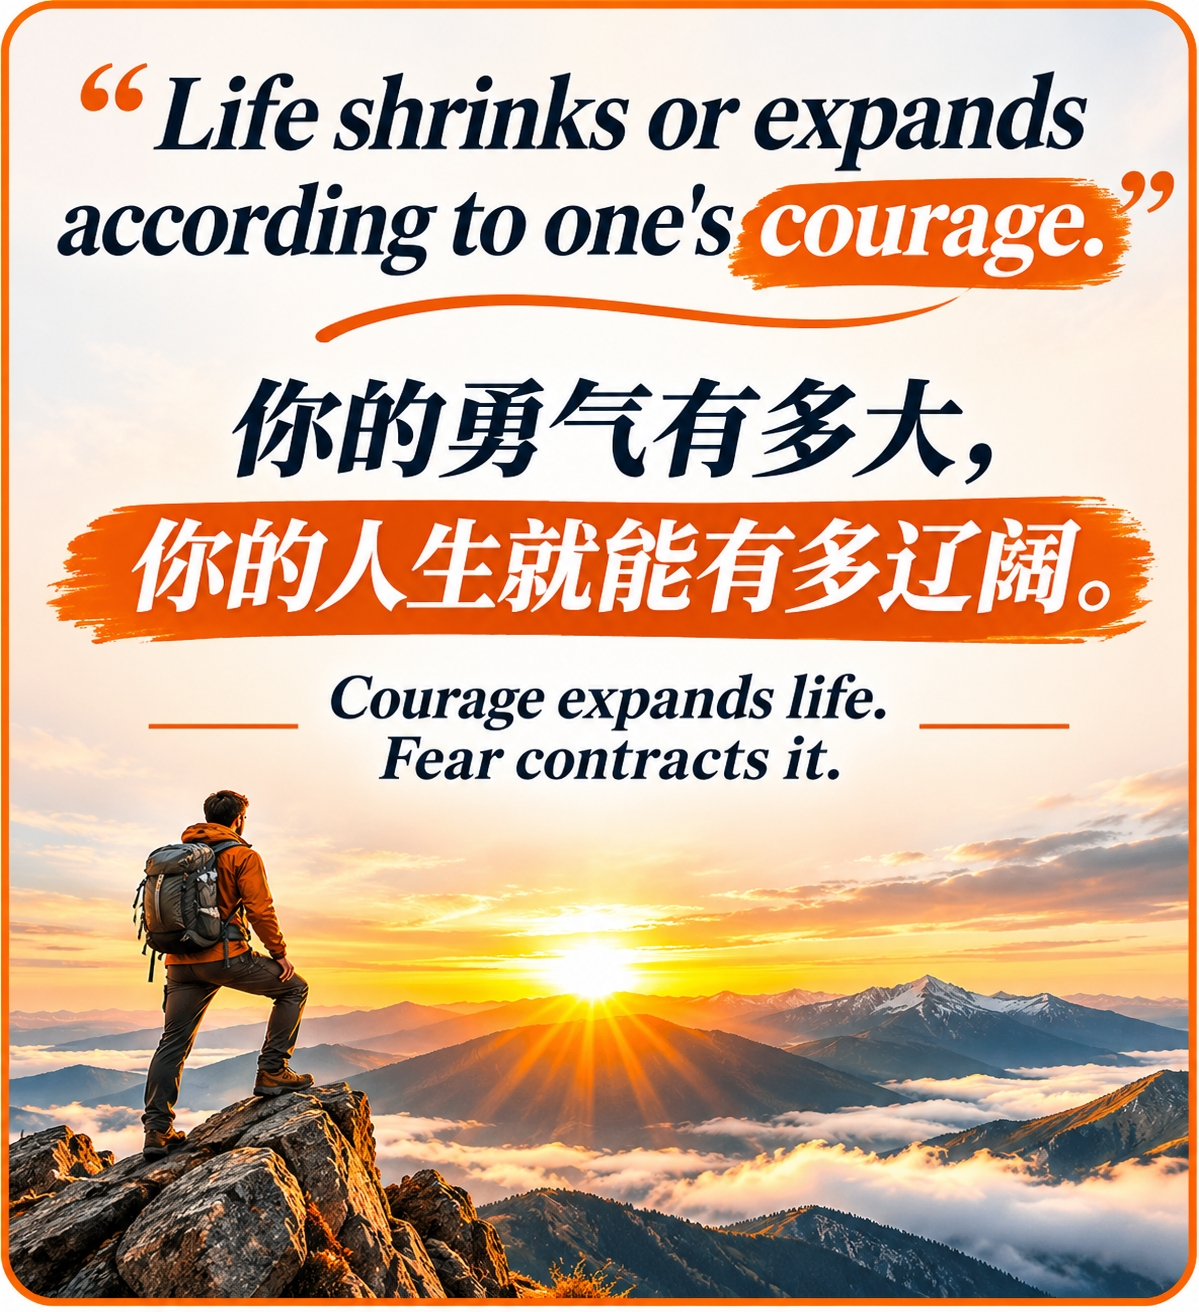 “Life shrinks or expands
according to one's courage.”
你的勇气有多大，
你的人生就能有多辽阔。
Courage expands life.
Fear contracts it.